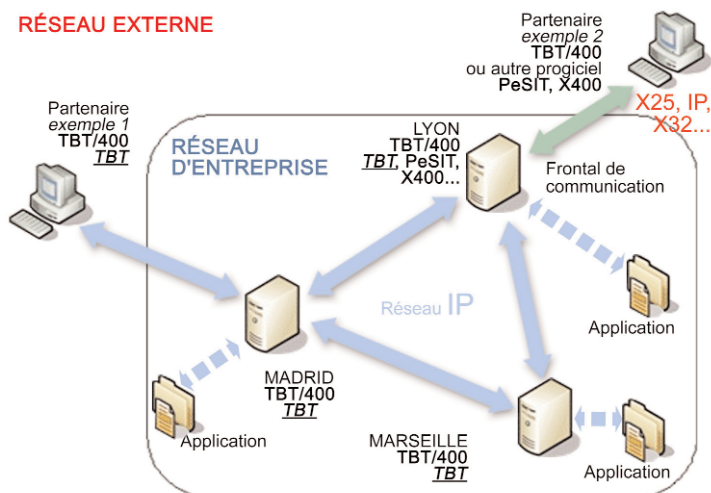 RÉSEAU EXTERNE
Partenaire
exemple 2
TBT/400
ou autre progiciel
PeSIT, X400
X25, IP,
X32...
Partenaire
exemple 1
TBT/400
TBT
RÉSEAU
D'ENTREPRISE
LYON
TBT/400
TBT, PeSIT,
X400...
Frontal de
communication
Réseau IP
Application
MADRID
TBT/400
TBT
Application
MARSEILLE
TBT/400
TBT
Application